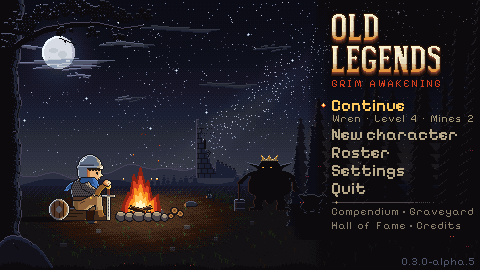 OLD
LEGENDS
GRIM AWAKENING
Continue
Wren · Level 4 · Mines 2
New character
Roster
Settings
Quit
Compendium · Graveyard
Hall of Fame · Credits
0.3.0-alpha.5